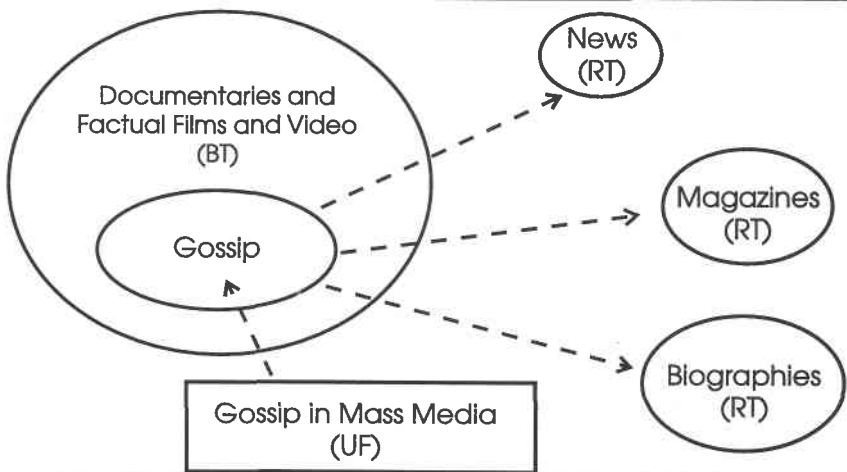 News
(RT)
Documentaries and
Factual Films and Video
(BT)
Magazines
(RT)
Gossip
Biographies
(RT)
Gossip in Mass Media
(UF)